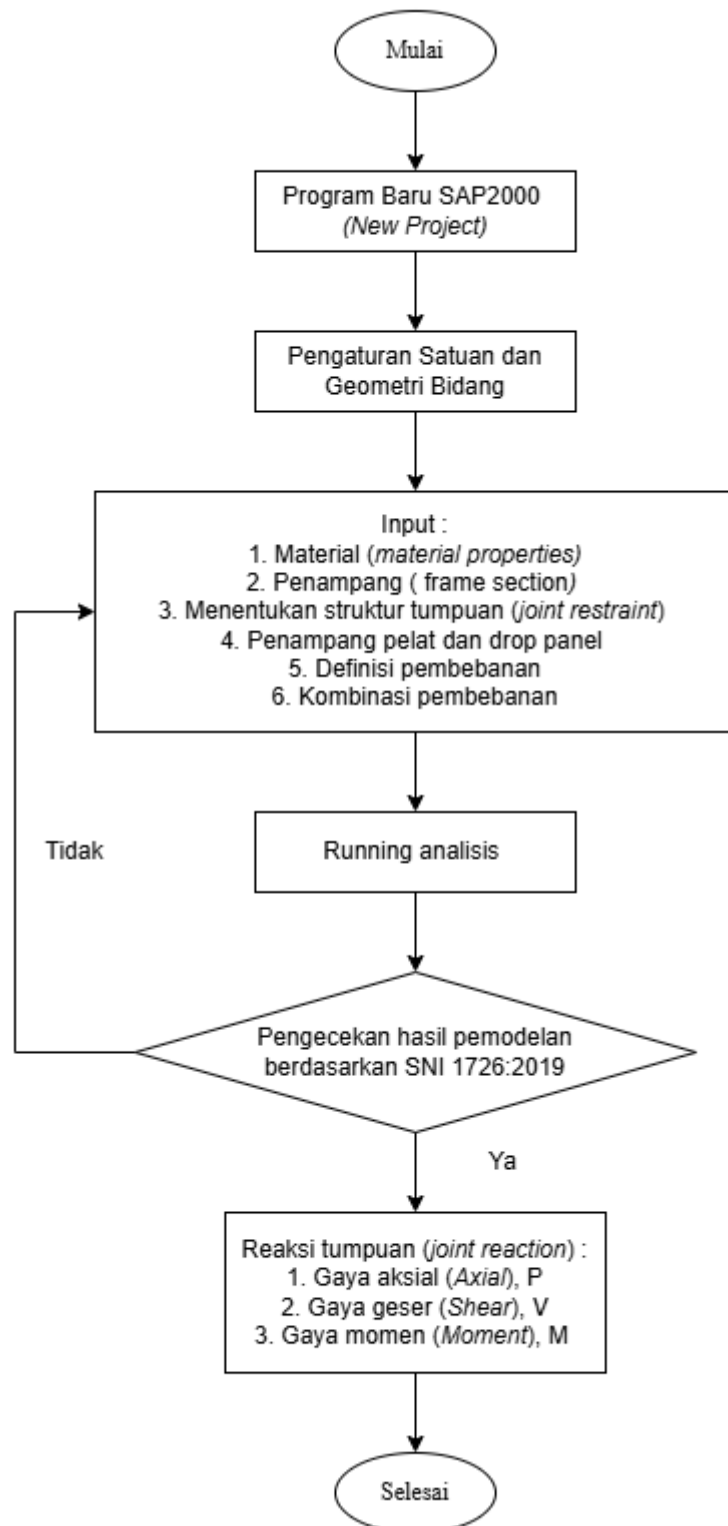 Mulai
Program Baru SAP2000
(New Project)
Pengaturan Satuan dan
Geometri Bidang
Input :
1. Material (material properties)
2. Penampang ( frame section)
3. Menentukan struktur tumpuan (joint restraint)
4. Penampang pelat dan drop panel
5. Definisi pembebanan
6. Kombinasi pembebanan
Tidak
Running analisis
Pengecekan hasil pemodelan
berdasarkan SNI 1726:2019
Ya
Reaksi tumpuan (joint reaction) :
1. Gaya aksial (Axial), P
2. Gaya geser (Shear), V
3. Gaya momen (Moment), M
Selesai